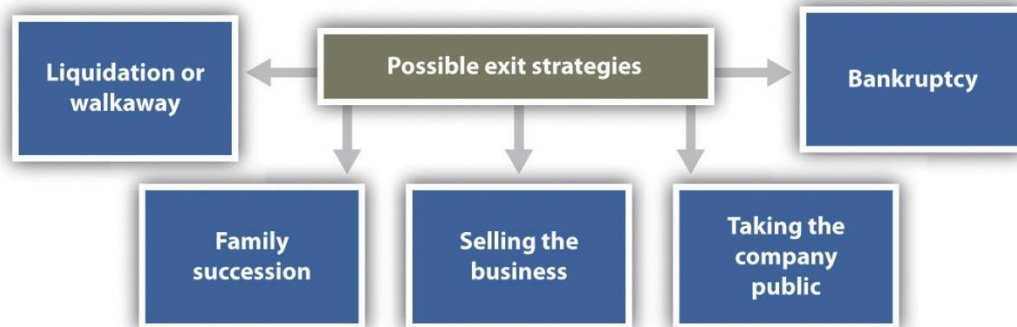 Possible exit strategies
Liquidation or
walkaway
Bankruptcy
Family
succession
Selling the
business
Taking the
company
public